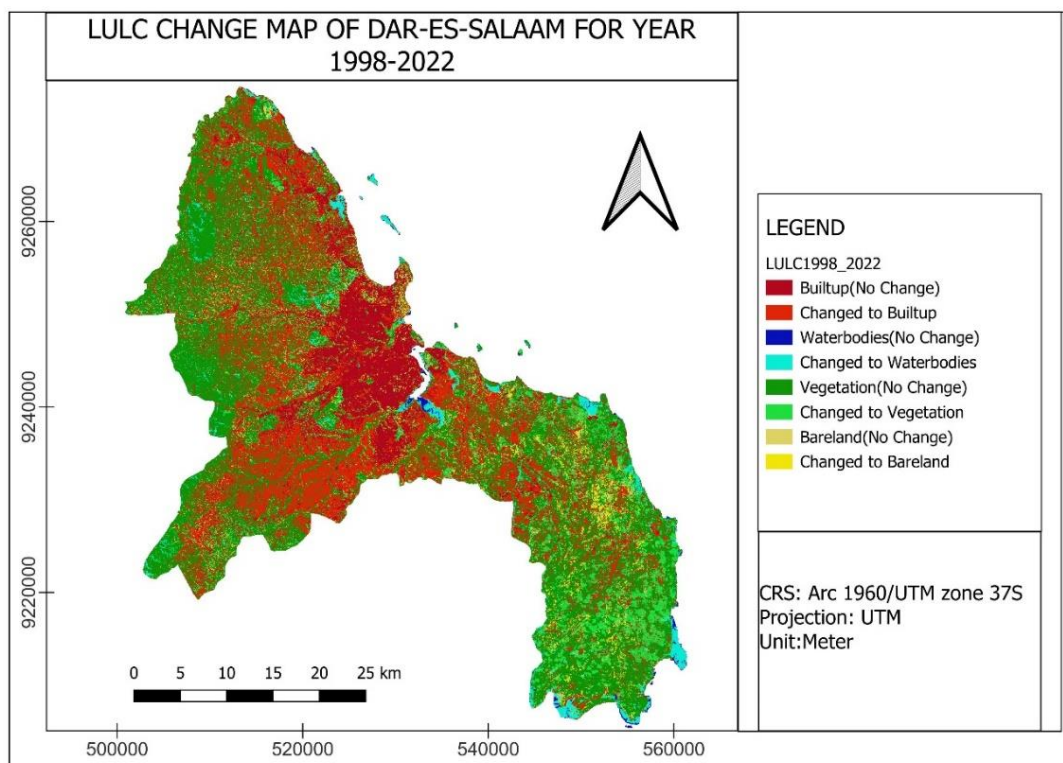 LULC CHANGE MAP OF DAR-ES-SALAAM FOR YEAR
1998-2022
9260000
9240000
9220000
0 5 10 15 20 25 km
500000 520000 540000 560000
LEGEND
LULC1998_2022
Builtup(No Change)
Changed to Builtup
Waterbodies(No Change)
Changed to Waterbodies
Vegetation(No Change)
Changed to Vegetation
Bareland(No Change)
Changed to Bareland
CRS: Arc 1960/UTM zone 37S
Projection: UTM
Unit:Meter